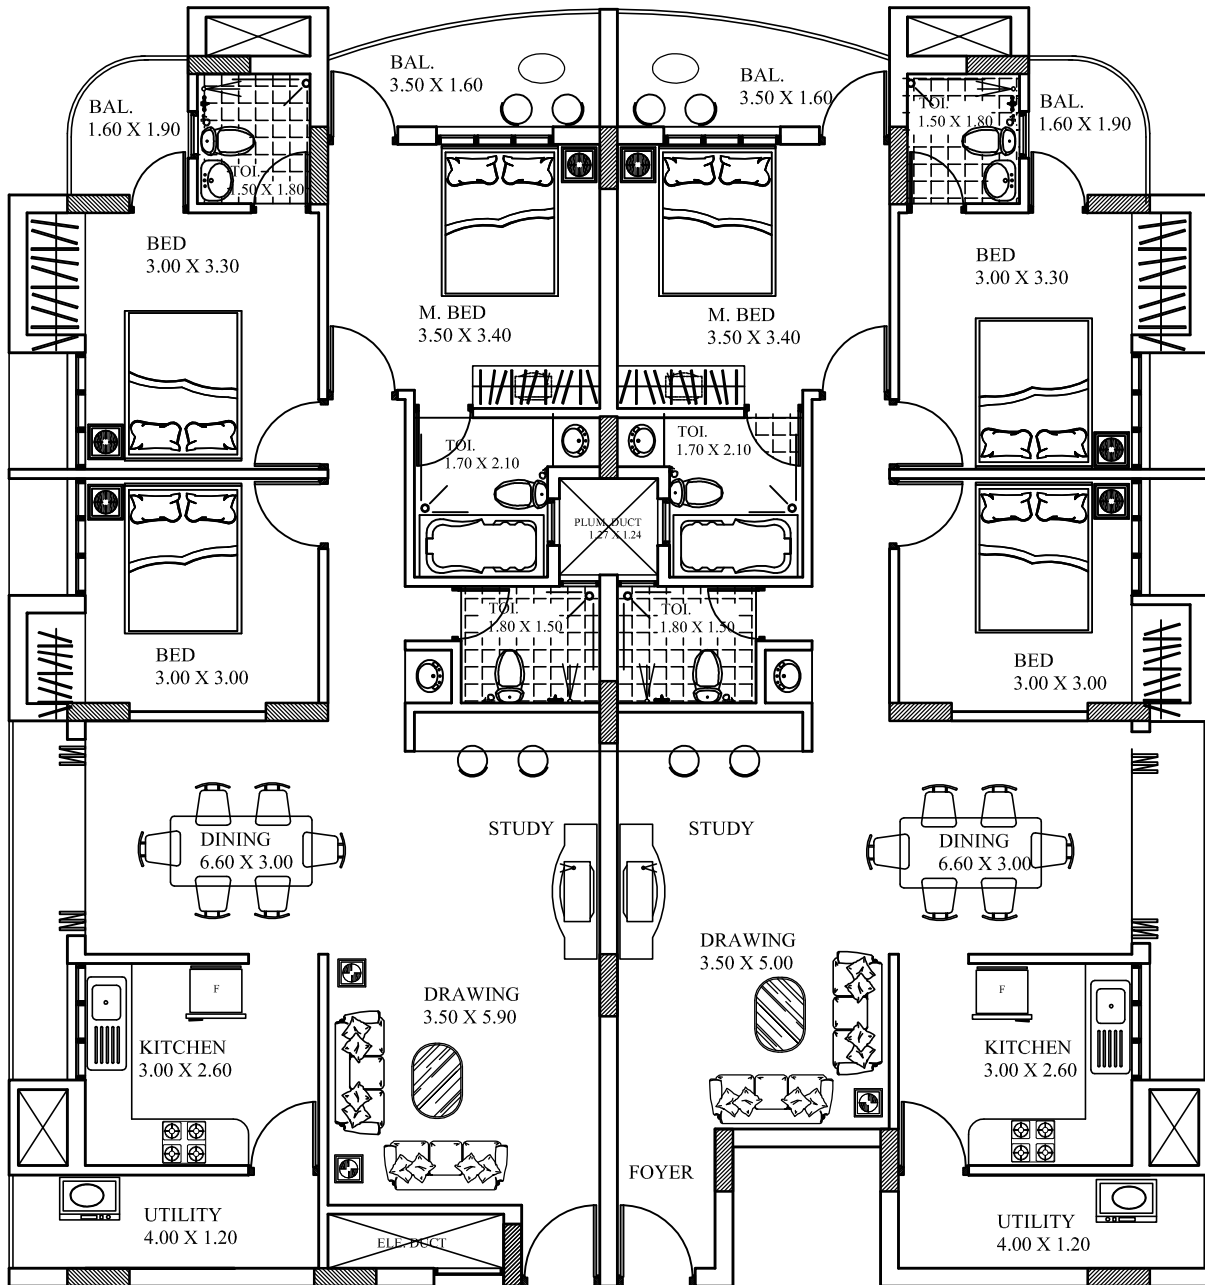 BAL.
3.50 X 1.60
BAL.
3.50 X 1.60
BAL.
1.60 X 1.90
TOI.
1.50 X 1.80
TOI.
1.50 X 1.80
BAL.
1.60 X 1.90
BED
3.00 X 3.30
M. BED
3.50 X 3.40
M. BED
3.50 X 3.40
BED
3.00 X 3.30
TOI.
1.70 X 2.10
TOI.
1.70 X 2.10
PLUM. DUCT
1.27 X 1.24
TOI.
1.80 X 1.50
TOI.
1.80 X 1.50
BED
3.00 X 3.00
BED
3.00 X 3.00
DINING
6.60 X 3.00
STUDY
STUDY
DINING
6.60 X 3.00
DRAWING
3.50 X 5.90
DRAWING
3.50 X 5.00
F
F
KITCHEN
3.00 X 2.60
KITCHEN
3.00 X 2.60
FOYER
UTILITY
4.00 X 1.20
ELE. DUCT
UTILITY
4.00 X 1.20